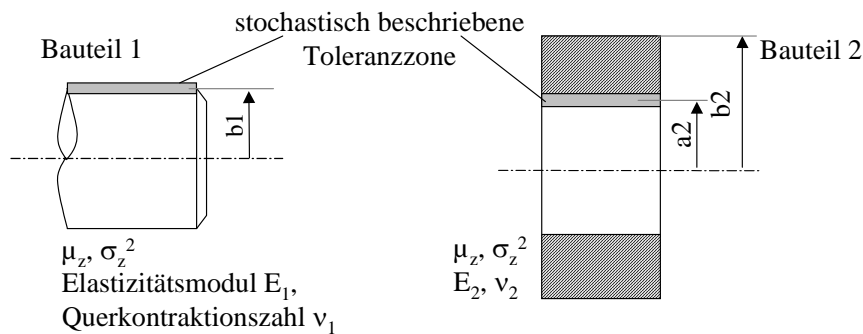 stochastisch beschriebene
Toleranzzone
Bauteil 1
Bauteil 2
b1
a2
b2
μz, σz²
Elastizitätsmodul E1,
Querkontraktionszahl ν1
μz, σz²
E2, ν2